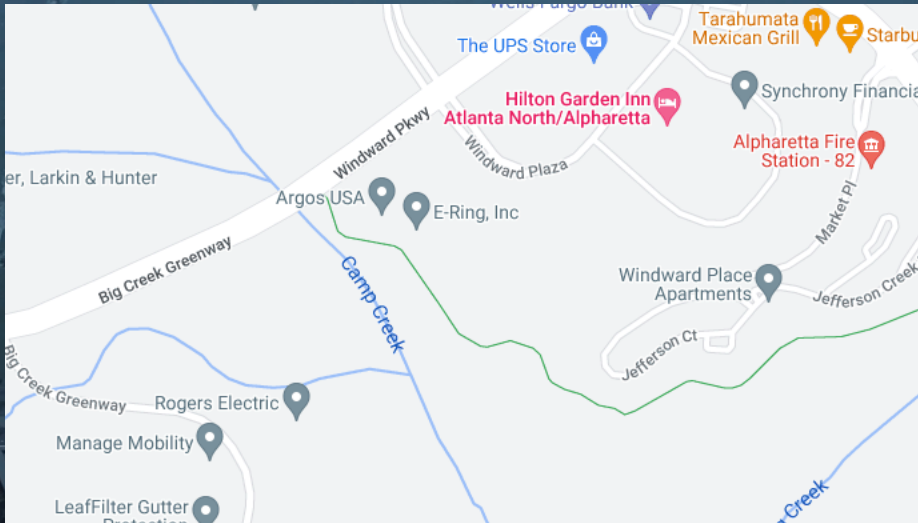 Wells Fargo Bank
Tarahumata
Mexican Grill
Starbu
The UPS Store
Synchrony Financia
Hilton Garden Inn
Atlanta North/Alpharetta
Windward Pkwy
Windward Plaza
Alpharetta Fire
Station - 82
er, Larkin & Hunter
Argos USA
E-Ring, Inc
Market Pl
Big Creek Greenway
Camp Creek
Windward Place
Apartments
Jefferson Creek
Jefferson Ct
Big Creek Greenway
Rogers Electric
Manage Mobility
LeafFilter Gutter
Protection
g Creek